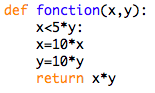 def fonction(x,y):
x<5*y:
x=10*x
y=10*y
return x*y